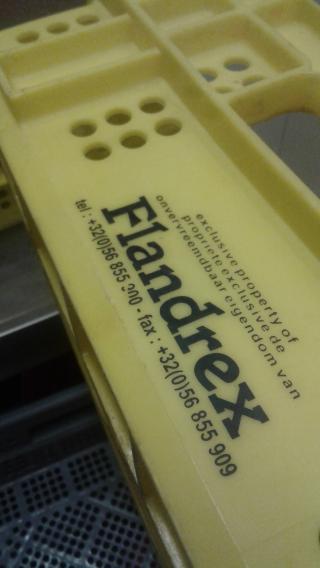 exclusive property of
propriete exclusive de
onvervreemdbaar eigendom van
Flandrex
tel : +32(0)56 855 900 - fax : +32(0)56 855 909